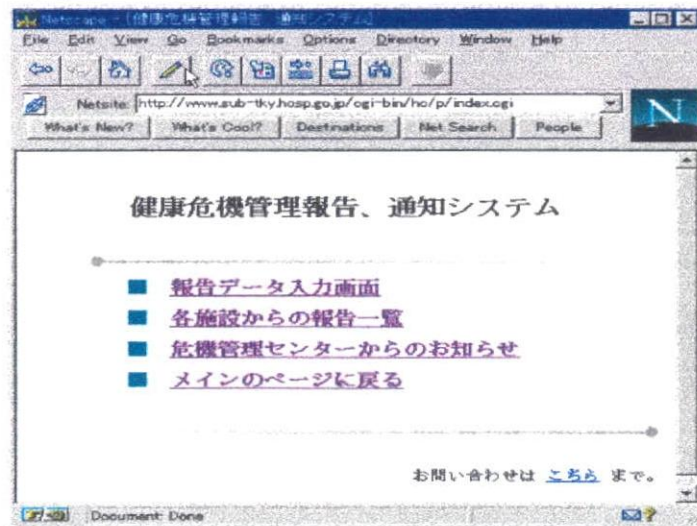 Netscape - [健康危機管理報告 通知システム]
File Edit View Go Bookmarks Options Directory Window Help
Netsite: http://www.sub-tky.hosp.go.jp/cgi-bin/ho/p/index.cgi
N
What's New? What's Cool? Destinations Net Search People
健康危機管理報告、通知システム
報告データ入力画面
各施設からの報告一覧
危機管理センターからのお知らせ
メインのページに戻る
お問い合わせは こちら まで。
Document: Done